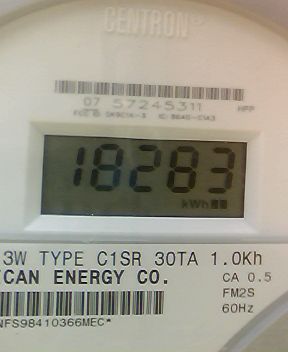 CENTRON®
07 57245311
18283
kWh
3W TYPE C1SR 30TA 1.0Kh
CAN ENERGY CO.
CA 0.5
FM2S
60Hz
NFS98410366MEC*